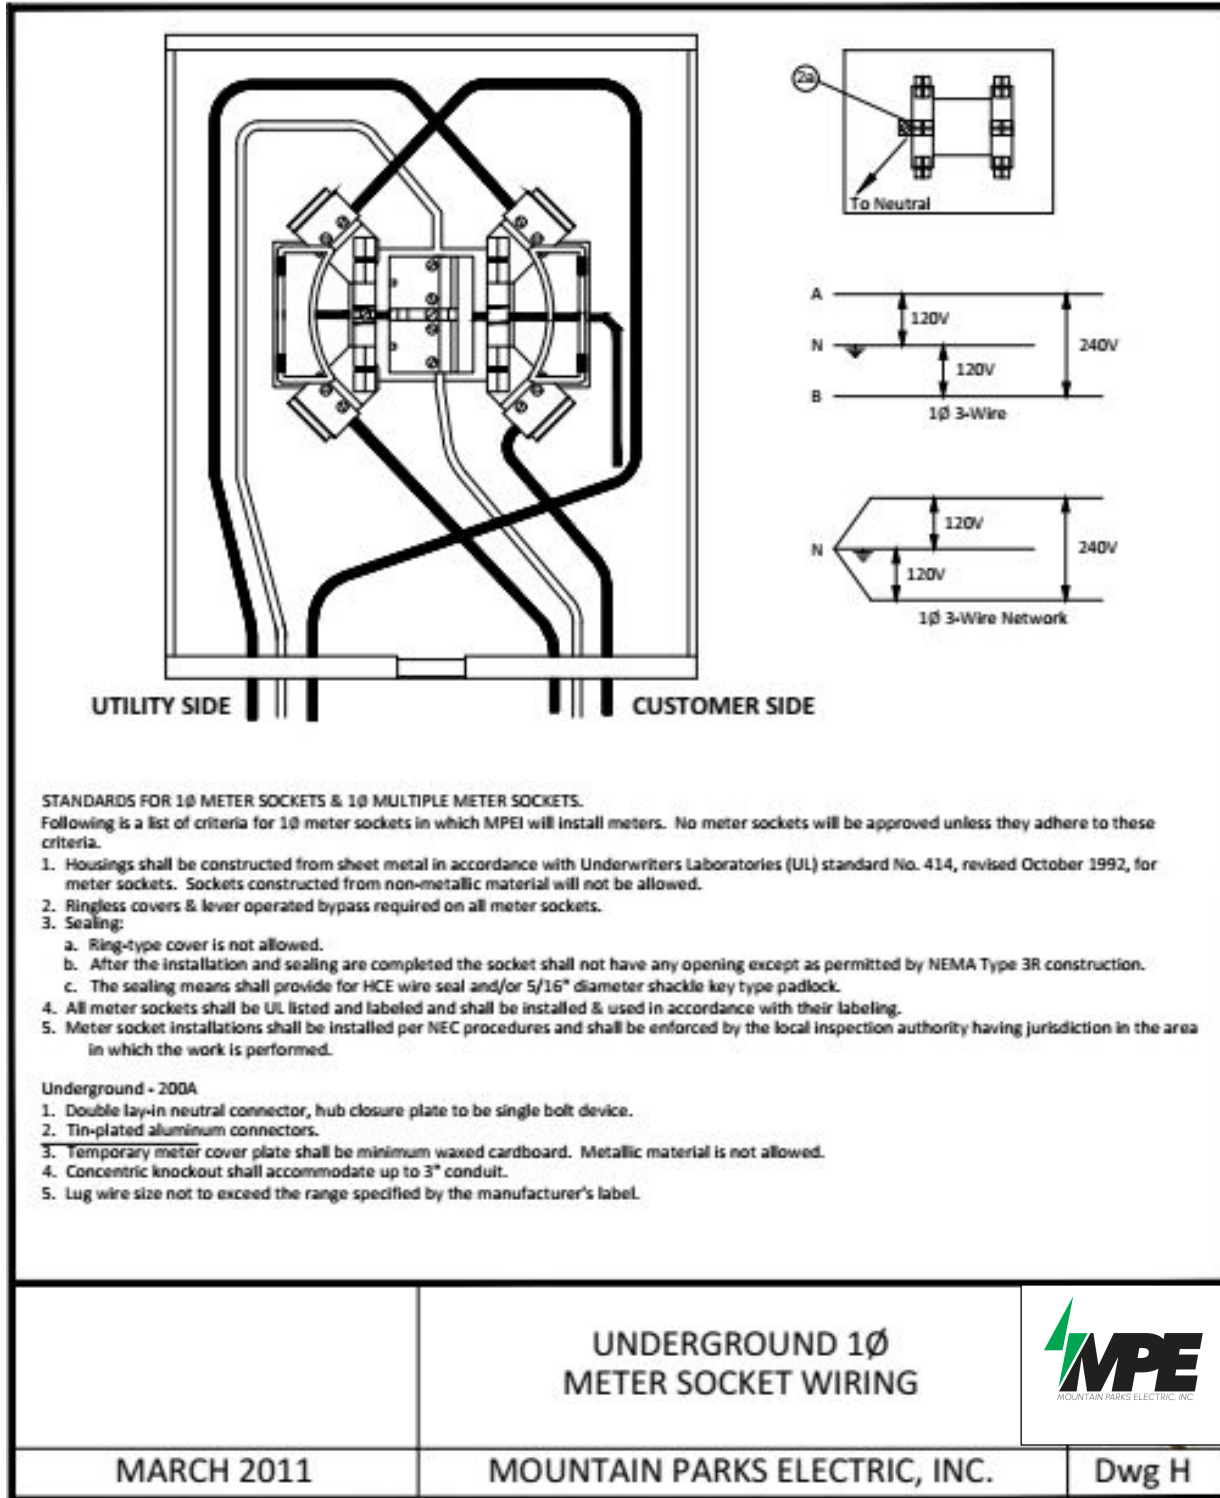 2a
To Neutral
A
120V
N
240V
120V
B
1Ø 3-Wire
120V
N
240V
120V
1Ø 3-Wire Network
UTILITY SIDE
CUSTOMER SIDE
STANDARDS FOR 1Ø METER SOCKETS & 1Ø MULTIPLE METER SOCKETS.
Following is a list of criteria for 1Ø meter sockets in which MPEI will install meters. No meter sockets will be approved unless they adhere to these
criteria.
1. Housings shall be constructed from sheet metal in accordance with Underwriters Laboratories (UL) standard No. 414, revised October 1992, for
meter sockets. Sockets constructed from non-metallic material will not be allowed.
2. Ringless covers & lever operated bypass required on all meter sockets.
3. Sealing:
a. Ring-type cover is not allowed.
b. After the installation and sealing are completed the socket shall not have any opening except as permitted by NEMA Type 3R construction.
c. The sealing means shall provide for HCE wire seal and/or 5/16" diameter shackle key type padlock.
4. All meter sockets shall be UL listed and labeled and shall be installed & used in accordance with their labeling.
5. Meter socket installations shall be installed per NEC procedures and shall be enforced by the local inspection authority having jurisdiction in the area
in which the work is performed.
Underground - 200A
1. Double lay-in neutral connector, hub closure plate to be single bolt device.
2. Tin-plated aluminum connectors.
3. Temporary meter cover plate shall be minimum waxed cardboard. Metallic material is not allowed.
4. Concentric knockout shall accommodate up to 3" conduit.
5. Lug wire size not to exceed the range specified by the manufacturer's label.
UNDERGROUND 1Ø
METER SOCKET WIRING
MPE
MOUNTAIN PARKS ELECTRIC, INC.
MARCH 2011
MOUNTAIN PARKS ELECTRIC, INC.
Dwg H